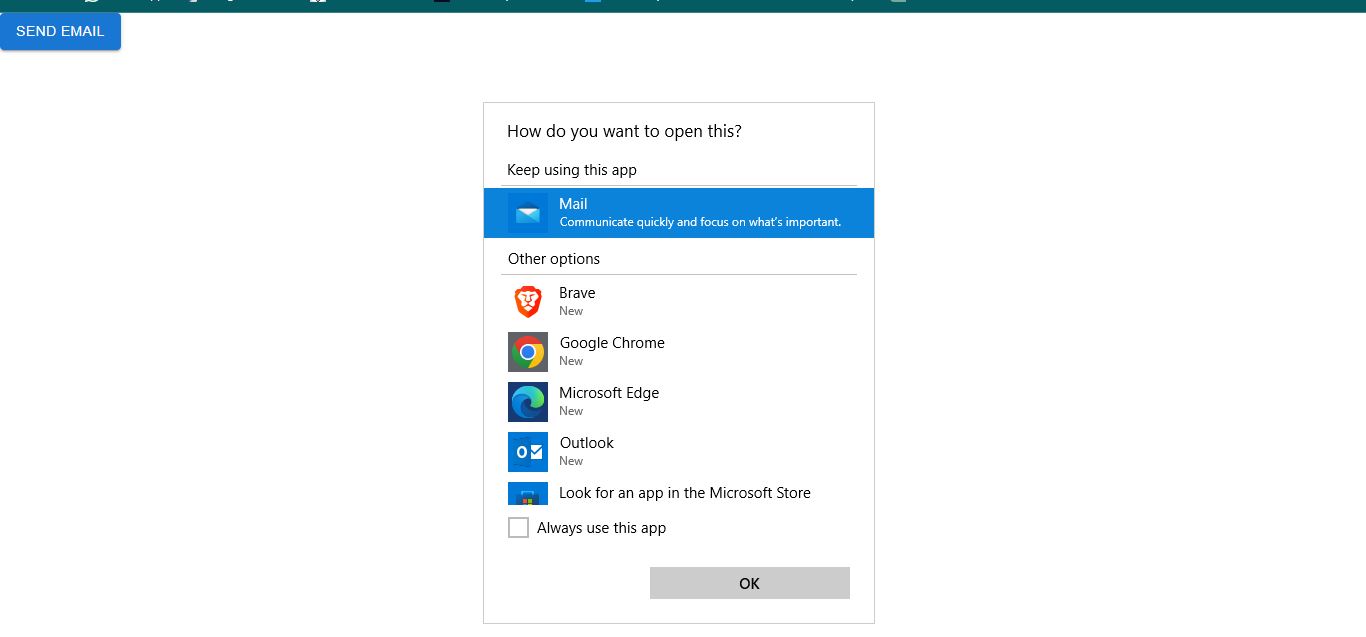 SEND EMAIL
How do you want to open this?
Keep using this app
Mail
Communicate quickly and focus on what's important.
Other options
Brave
New
Google Chrome
New
Microsoft Edge
New
Outlook
New
Look for an app in the Microsoft Store
Always use this app
OK